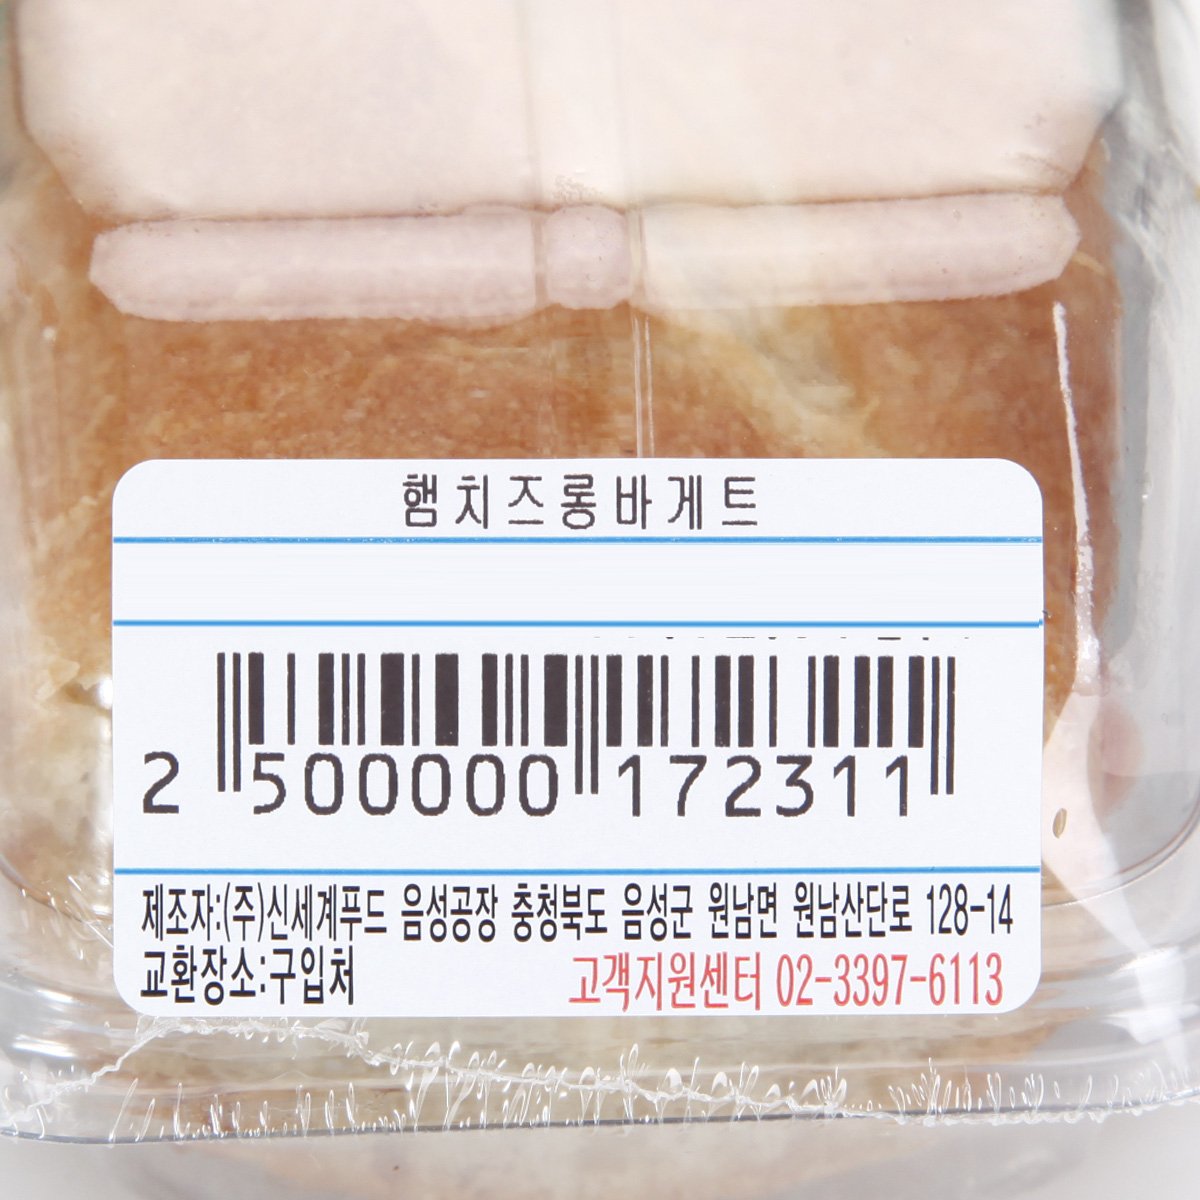 햄치즈롱바게트
2 500000 172311
제조자:(주)신세계푸드 음성공장 충청북도 음성군 원남면 원남산단로 128-14
교환장소:구입처 고객지원센터 02-3397-6113